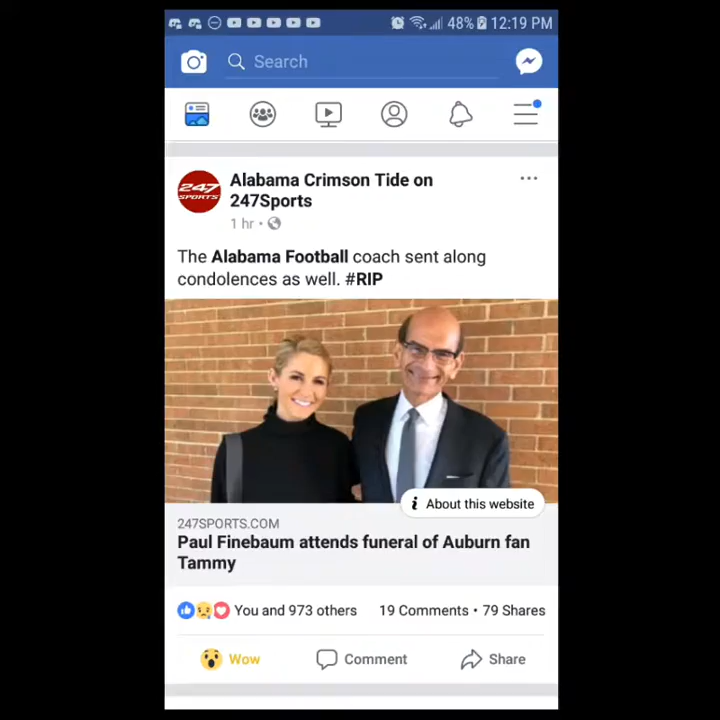 48% 12:19 PM
Search
247
SPORTS
Alabama Crimson Tide on
247Sports
1 hr •
The Alabama Football coach sent along
condolences as well. #RIP
i About this website
247SPORTS.COM
Paul Finebaum attends funeral of Auburn fan
Tammy
You and 973 others 19 Comments • 79 Shares
Wow Comment Share